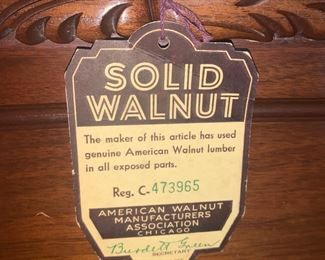 SOLID
WALNUT
The maker of this article has used
genuine American Walnut lumber
in all exposed parts.
Reg. C-473965
AMERICAN WALNUT
MANUFACTURERS
ASSOCIATION
CHICAGO
Burdett Green
SECRETARY